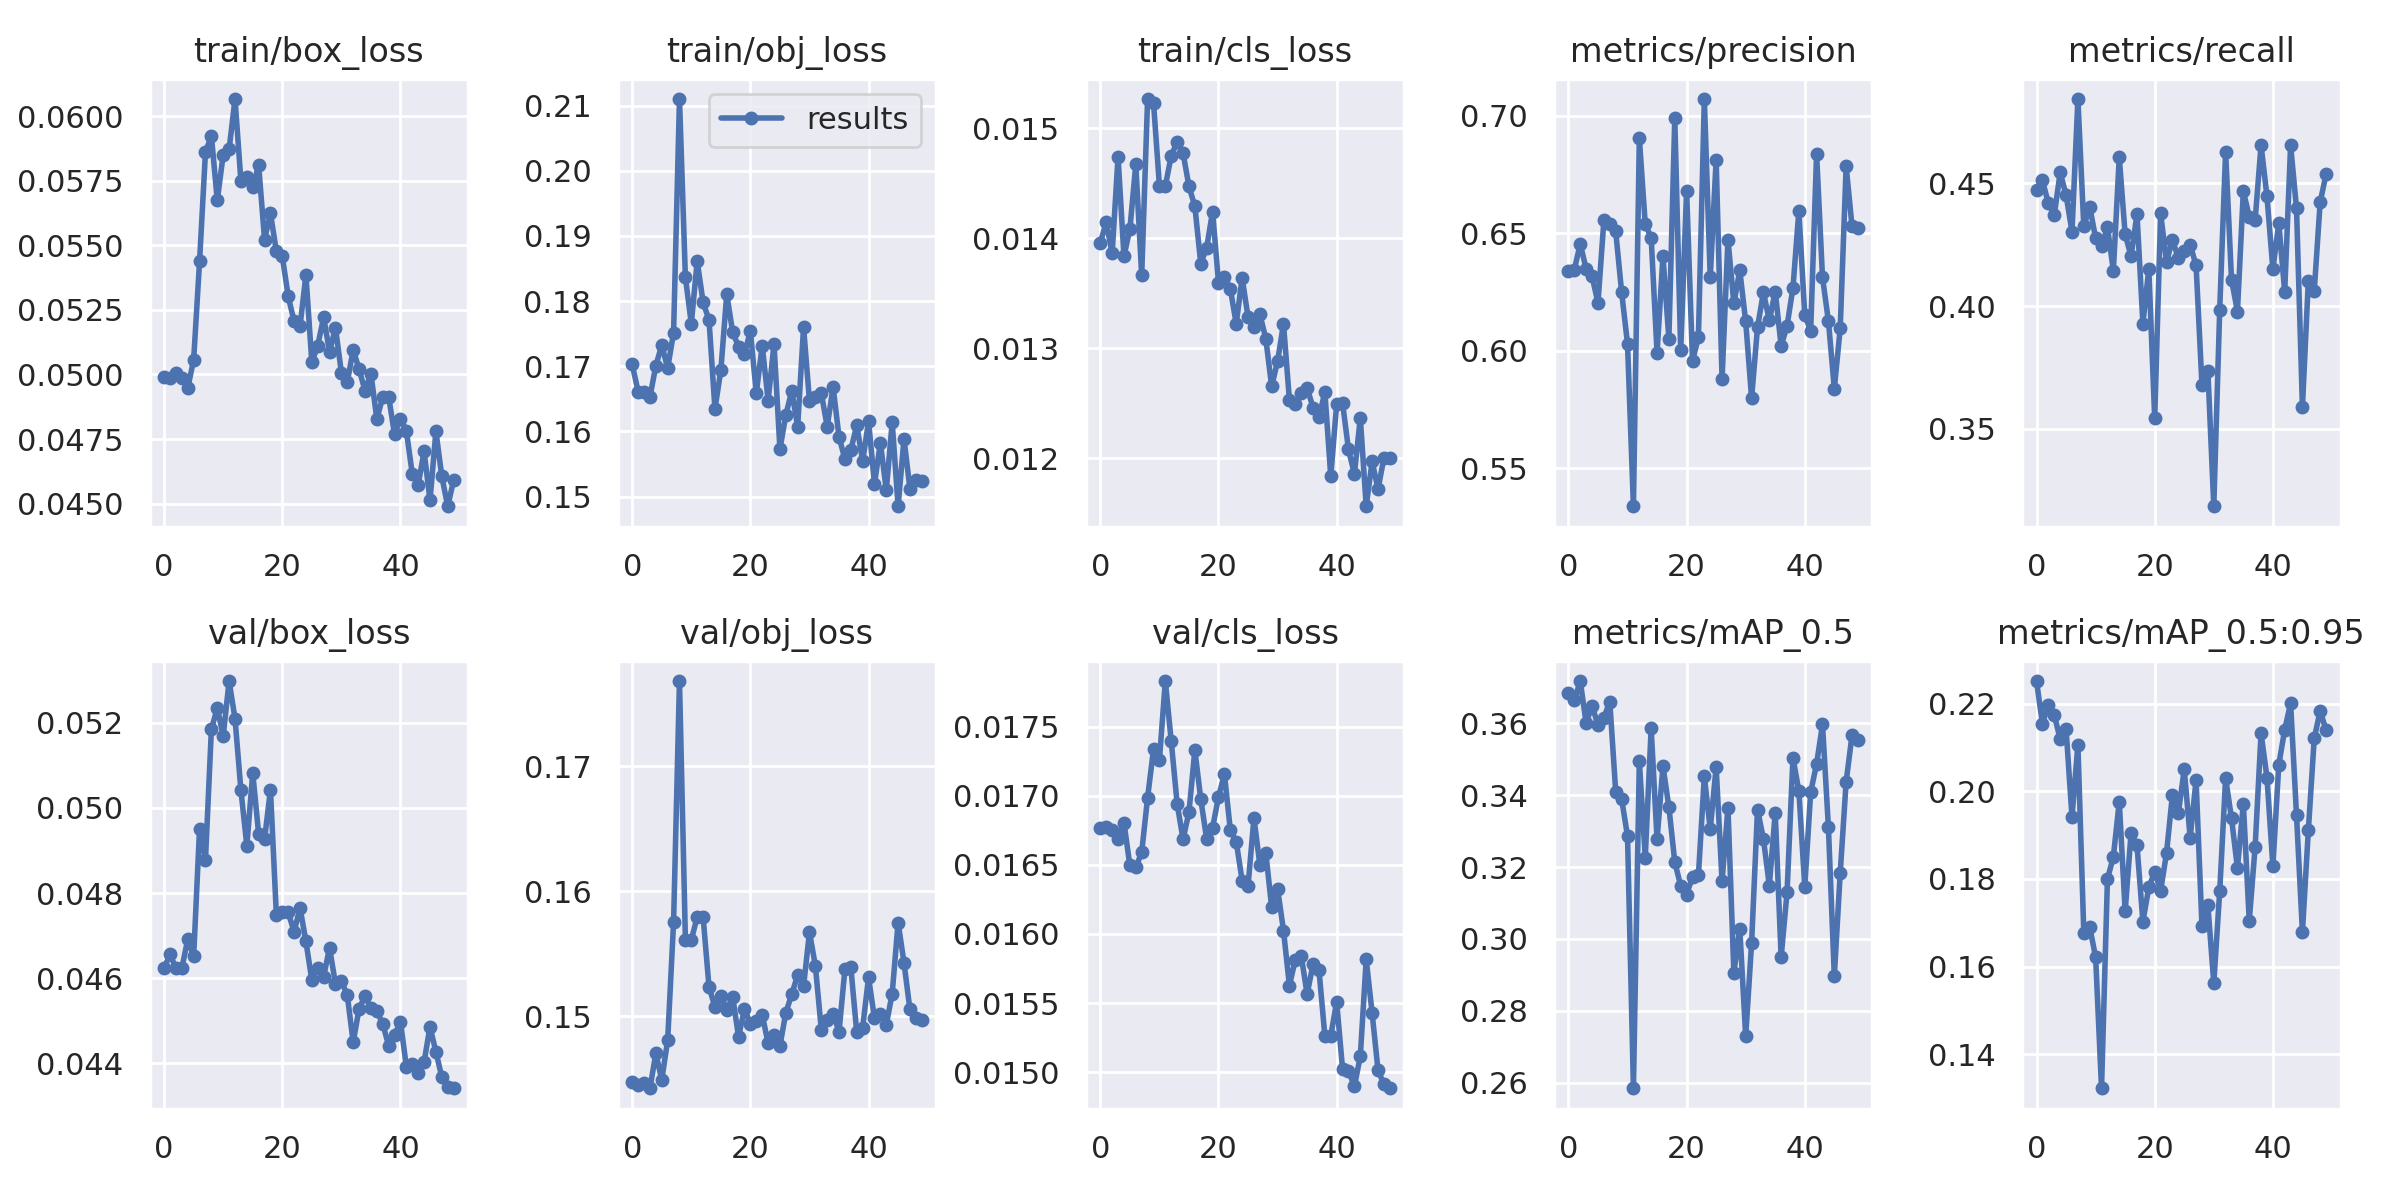 train/box_loss
0.0600
0.0575
0.0550
0.0525
0.0500
0.0475
0.0450
0 20 40
train/obj_loss
results
0.21
0.20
0.19
0.18
0.17
0.16
0.15
0 20 40
train/cls_loss
0.015
0.014
0.013
0.012
0 20 40
metrics/precision
0.70
0.65
0.60
0.55
0 20 40
metrics/recall
0.45
0.40
0.35
0 20 40
val/box_loss
0.052
0.050
0.048
0.046
0.044
0 20 40
val/obj_loss
0.17
0.16
0.15
0 20 40
val/cls_loss
0.0175
0.0170
0.0165
0.0160
0.0155
0.0150
0 20 40
metrics/mAP_0.5
0.36
0.34
0.32
0.30
0.28
0.26
0 20 40
metrics/mAP_0.5:0.95
0.22
0.20
0.18
0.16
0.14
0 20 40